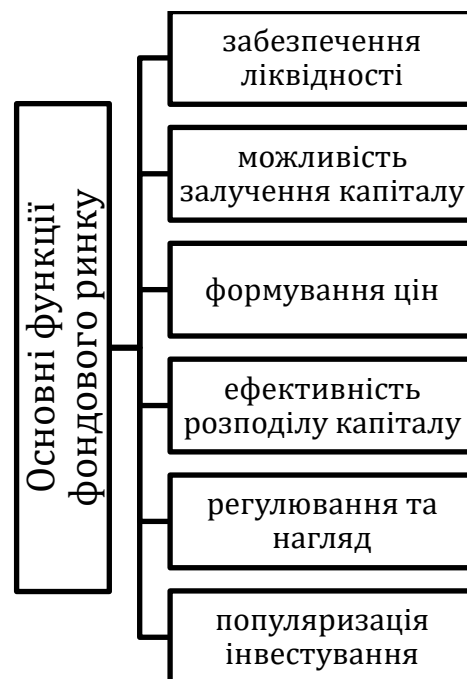 Основні функції
фондового ринку
забезпечення
ліквідності
можливість
залучення капіталу
формування цін
ефективність
розподілу капіталу
регулювання та
нагляд
популяризація
інвестування